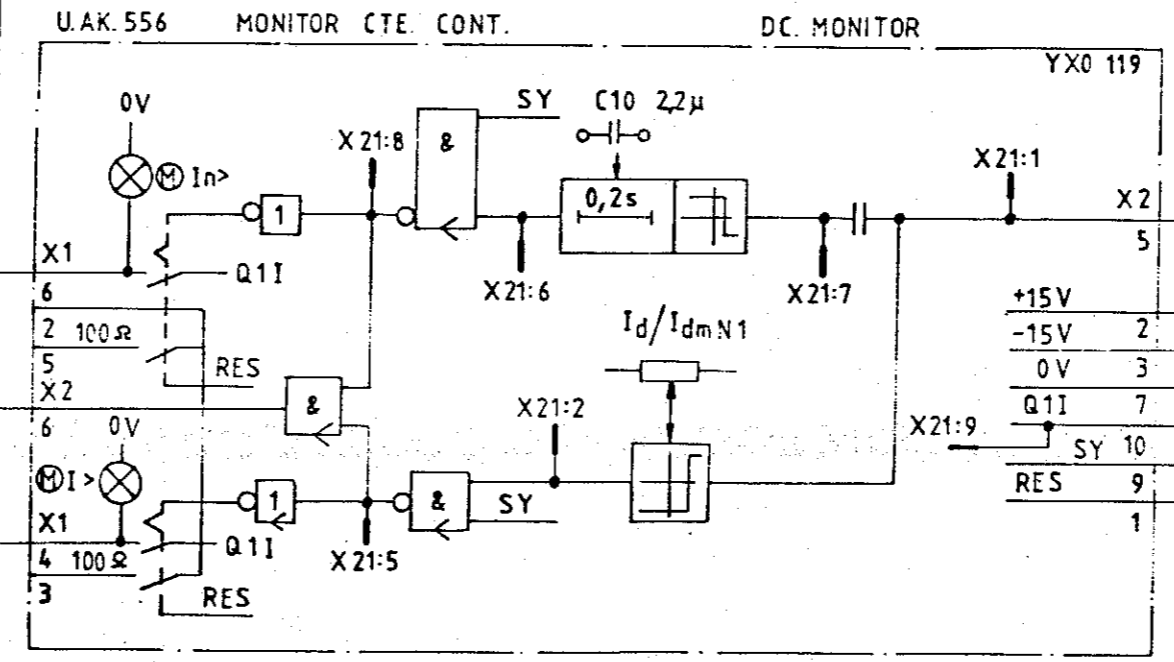 U.AK.556 MONITOR CTE. CONT. DC. MONITOR
YX0 119
0V
SY
C10 2,2µ
&
X21:8
X21:1
M In>
1
0,2s
X2
5
X1
Q1I
6
X21:6
X21:7
2 100Ω
5
RES
Id/IdmN1
+15V
-15V 2
0V 3
Q1I 7
X2
6
&
0V
X21:2
X21:9
SY 10
RES 9
1
M I>
1
&
SY
X1
4 100Ω
Q1I
X21:5
3
RES